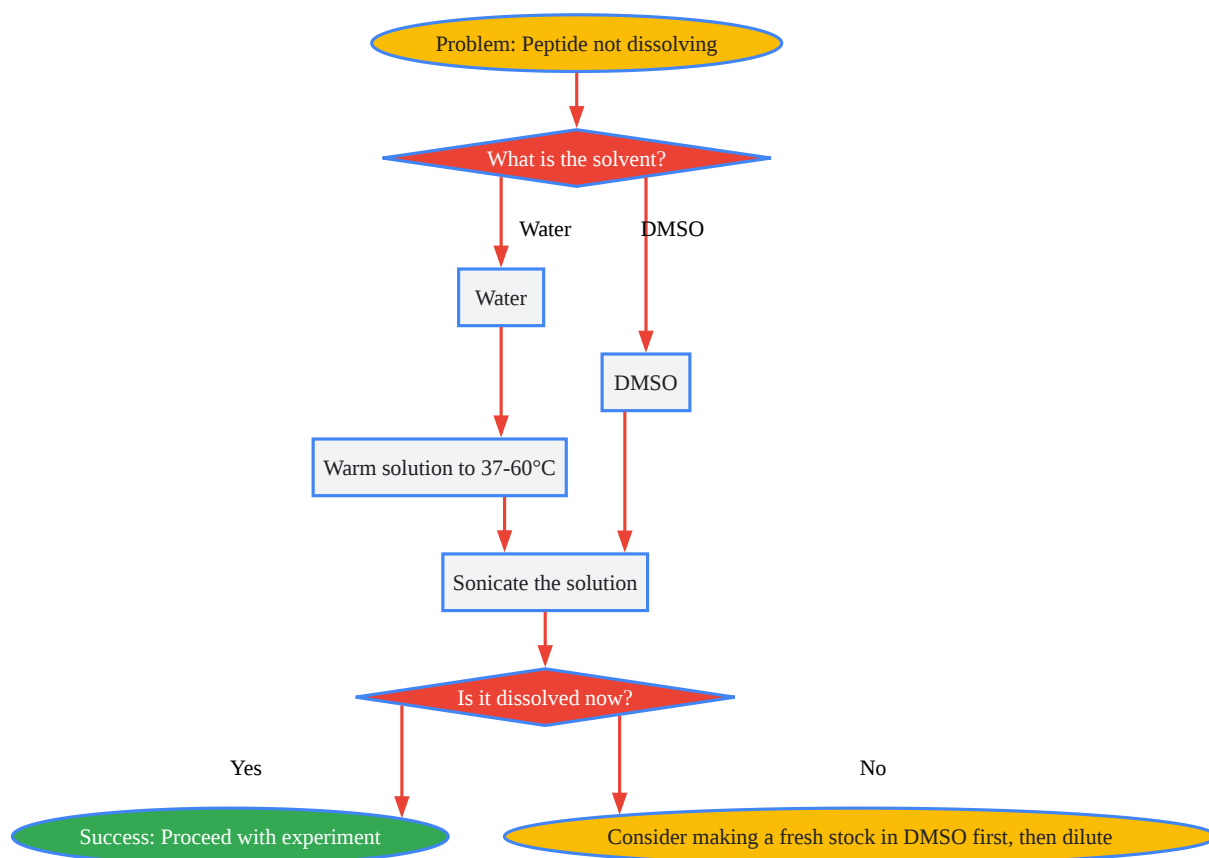 Problem: Peptide not dissolving
What is the solvent?
Water
DMSO
Water
DMSO
Warm solution to 37-60°C
Sonicate the solution
Is it dissolved now?
Yes
No
Success: Proceed with experiment
Consider making a fresh stock in DMSO first, then dilute